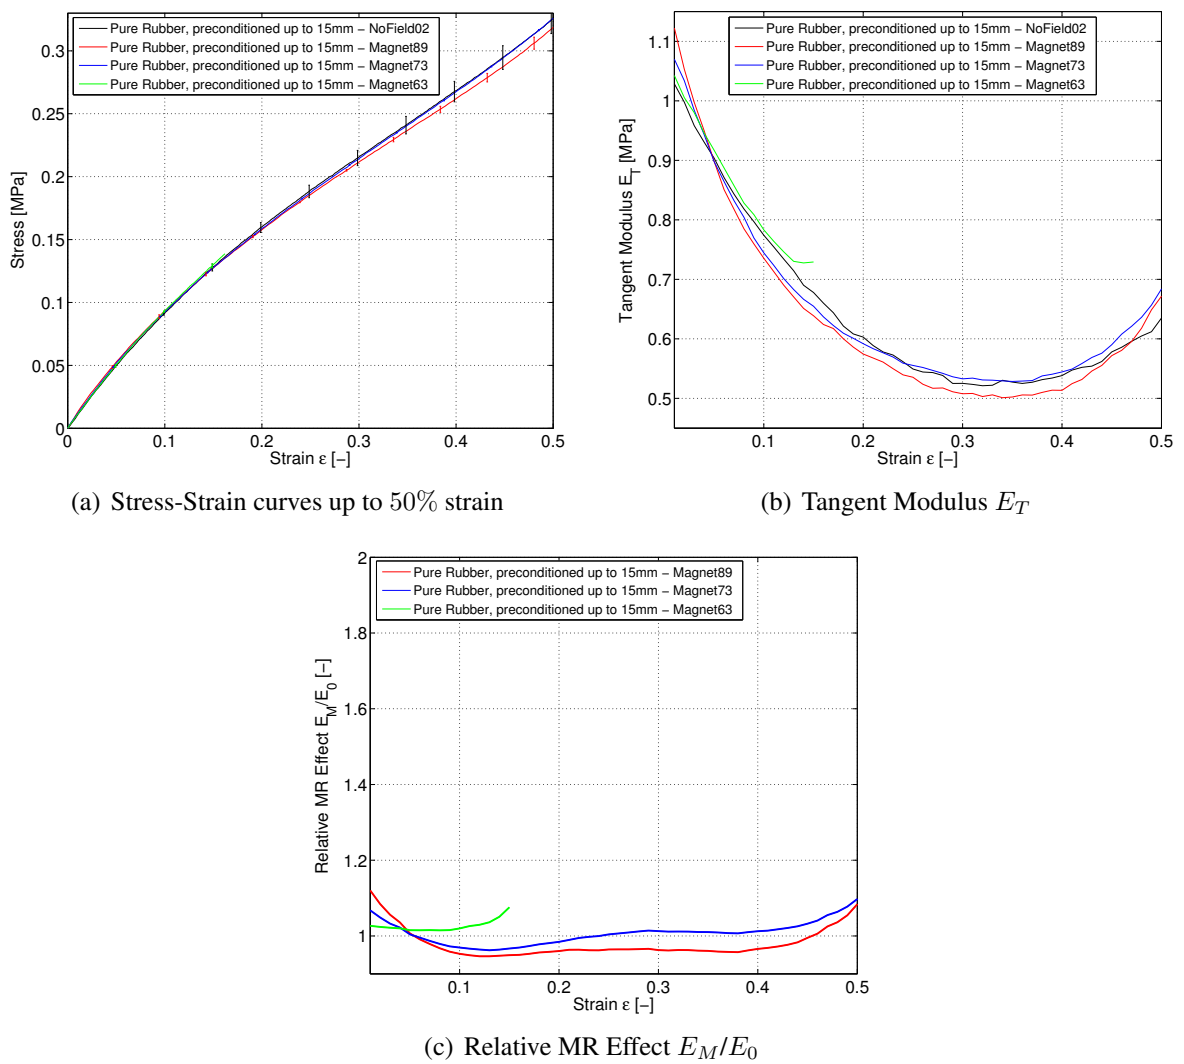 Pure Rubber, preconditioned up to 15mm − NoField02
Pure Rubber, preconditioned up to 15mm − Magnet89
Pure Rubber, preconditioned up to 15mm − Magnet73
Pure Rubber, preconditioned up to 15mm − Magnet63
0.3
0.25
0.2
0.15
0.1
0.05
0
Stress [MPa]
0 0.1 0.2 0.3 0.4 0.5
Strain ε [−]
(a) Stress-Strain curves up to 50% strain
Pure Rubber, preconditioned up to 15mm − NoField02
Pure Rubber, preconditioned up to 15mm − Magnet89
Pure Rubber, preconditioned up to 15mm − Magnet73
Pure Rubber, preconditioned up to 15mm − Magnet63
1.1
1
0.9
0.8
0.7
0.6
0.5
Tangent Modulus E_T [MPa]
0.1 0.2 0.3 0.4 0.5
Strain ε [−]
(b) Tangent Modulus E_T
Pure Rubber, preconditioned up to 15mm − Magnet89
Pure Rubber, preconditioned up to 15mm − Magnet73
Pure Rubber, preconditioned up to 15mm − Magnet63
2
1.8
1.6
1.4
1.2
1
Relative MR Effect E_M/E_0 [−]
0.1 0.2 0.3 0.4 0.5
Strain ε [−]
(c) Relative MR Effect E_M/E_0